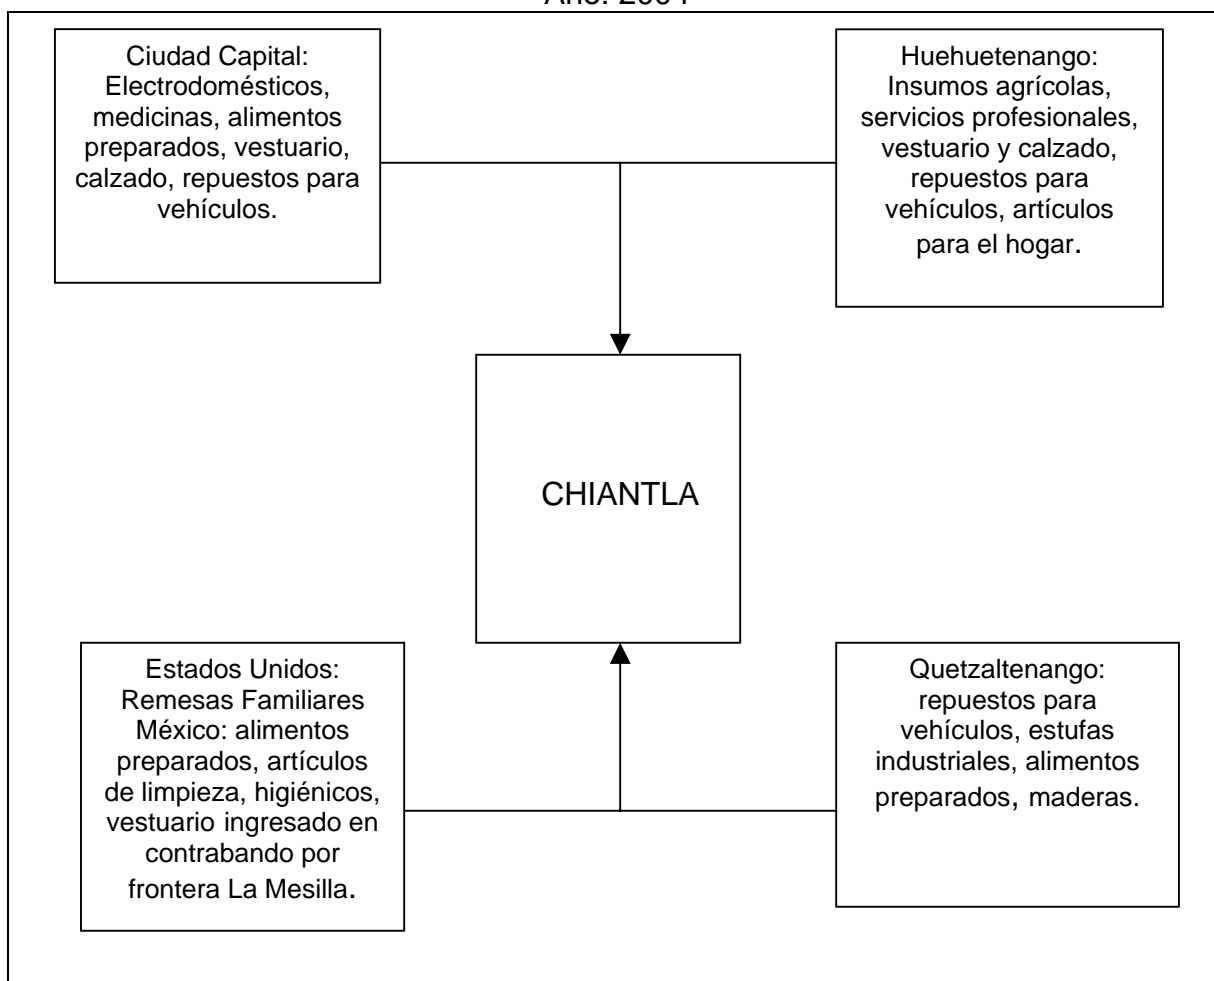 Año: 2004
Ciudad Capital:
Electrodomésticos,
medicinas, alimentos
preparados, vestuario,
calzado, repuestos para
vehículos.
Huehuetenango:
Insumos agrícolas,
servicios profesionales,
vestuario y calzado,
repuestos para
vehículos, artículos
para el hogar.
CHIANTLA
Estados Unidos:
Remesas Familiares
México: alimentos
preparados, artículos
de limpieza, higiénicos,
vestuario ingresado en
contrabando por
frontera La Mesilla.
Quetzaltenango:
repuestos para
vehículos, estufas
industriales, alimentos
preparados, maderas.